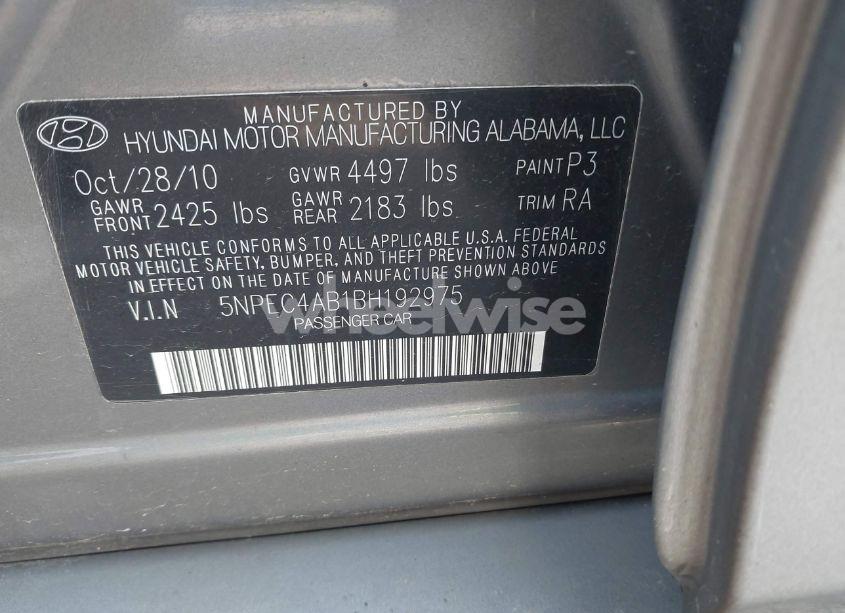 MANUFACTURED BY
HYUNDAI MOTOR MANUFACTURING ALABAMA, LLC
Oct/28/10 GVWR 4497 lbs PAINT P3
GAWR FRONT 2425 lbs GAWR REAR 2183 lbs TRIM RA
THIS VEHICLE CONFORMS TO ALL APPLICABLE U.S.A. FEDERAL
MOTOR VEHICLE SAFETY, BUMPER, AND THEFT PREVENTION STANDARDS
IN EFFECT ON THE DATE OF MANUFACTURE SHOWN ABOVE
V.I.N 5NPEC4AB1BH192975
PASSENGER CAR
wheelwise